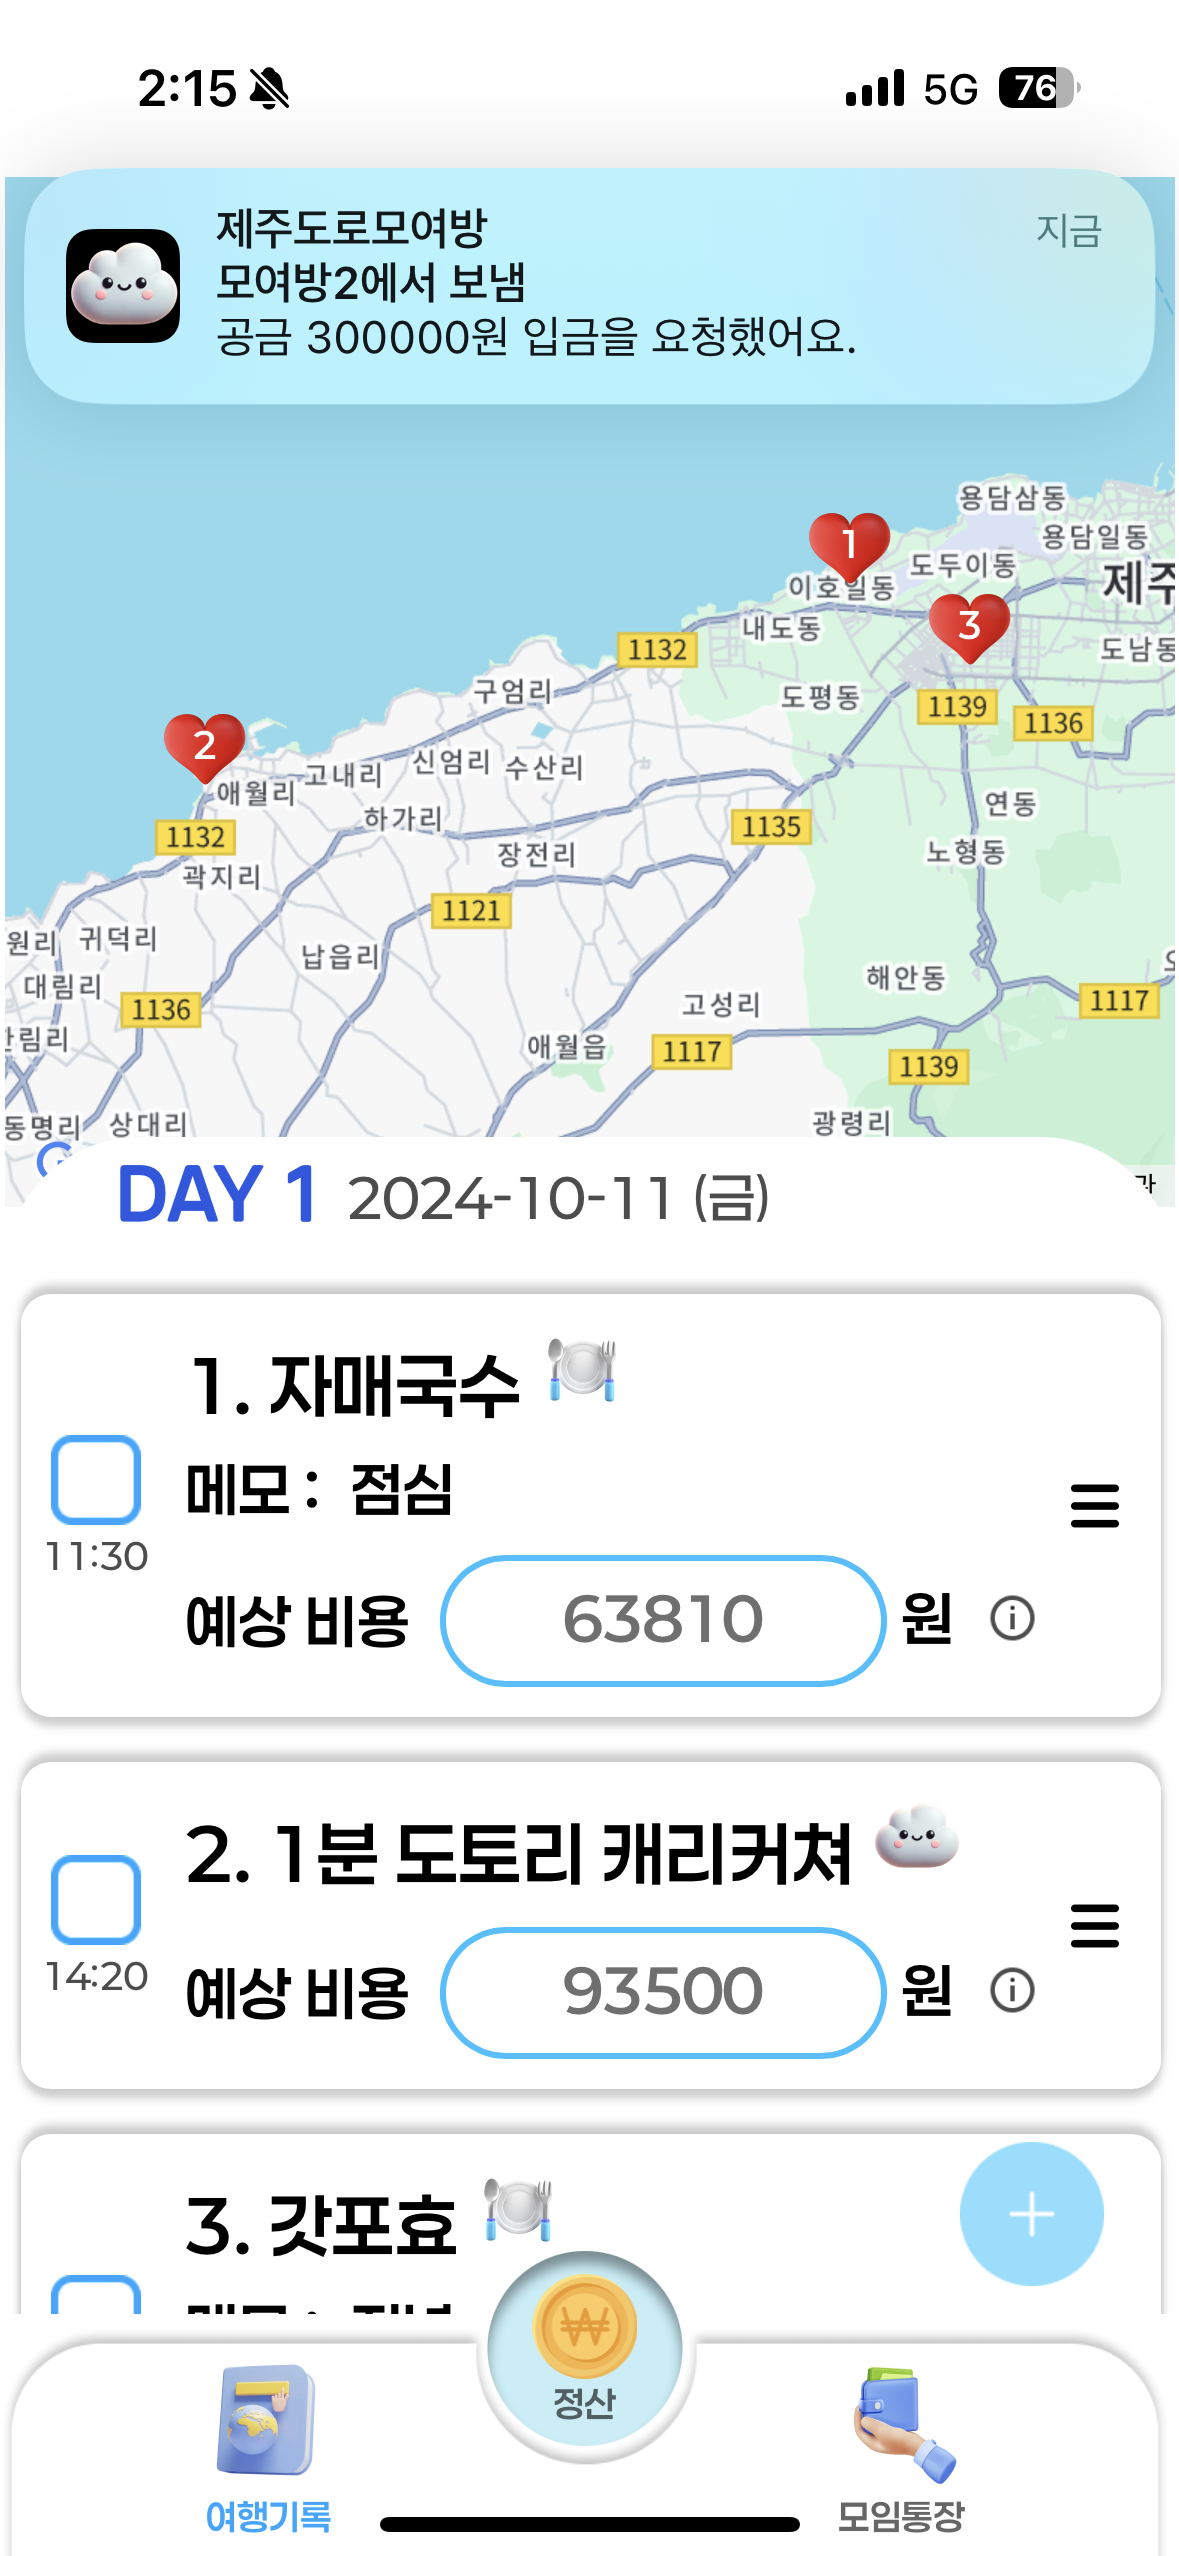 2:15
5G 76
제주도로모여방
지금
모여방2에서 보냄
공금 300000원 입금을 요청했어요.
용담삼동
용담일동
1
도두이동
제주
이호일동
3
내도동
1132
도남동
구엄리
도평동
1139
1136
2
신엄리
수산리
고내리
애월리
하가리
연동
1135
1132
장전리
노형동
곽지리
1121
원리
귀덕리
납읍리
해안동
대림리
고성리
1117
1136
한림리
애월읍
1117
1139
동명리
상대리
광령리
DAY 1 2024-10-11 (금)
1. 자매국수
메모 : 점심
11:30
예상 비용 63810 원
2. 1분 도토리 캐리커쳐
14:20
예상 비용 93500 원
3. 갓포효
+
정산
여행기록
모임통장